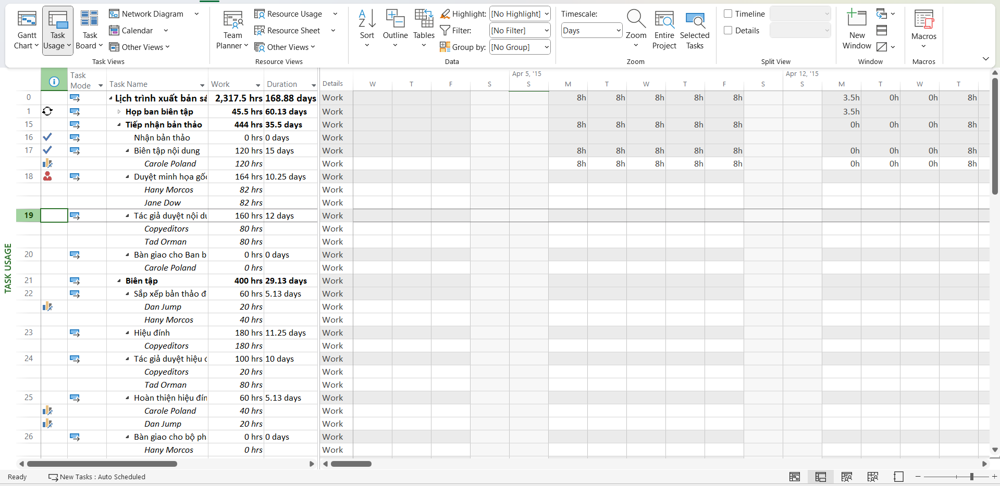 Gantt Chart
Task Usage
Task Board
Network Diagram
Calendar
Other Views
Task Views
Team Planner
Resource Usage
Resource Sheet
Other Views
Resource Views
Sort
Outline
Tables
Highlight: [No Highlight]
Filter: [No Filter]
Group by: [No Group]
Data
Timescale:
Days
Zoom
Entire Project
Selected Tasks
Zoom
Timeline
Details
Split View
New Window
Window
Macros
Macros
Task Mode Task Name Work Duration Details
Apr 5, '15 Apr 12, '15
W T F S S M T W T F S S M T W T
0 Lịch trình xuất bản sá 2,317.5 hrs 168.88 days Work 8h 8h 8h 8h 8h 3.5h 0h 0h 8h
1 Họp ban biên tập 45.5 hrs 60.13 days Work 3.5h
15 Tiếp nhận bản thảo 444 hrs 35.5 days Work 8h 8h 8h 8h 8h 0h 0h 0h 8h
16 Nhận bản thảo 0 hrs 0 days Work
17 Biên tập nội dung 120 hrs 15 days Work 8h 8h 8h 8h 8h 0h 0h 0h 8h
Carole Poland 120 hrs Work 8h 8h 8h 8h 8h 0h 0h 0h 8h
18 Duyệt minh họa gốc 164 hrs 10.25 days Work
Hany Morcos 82 hrs Work
Jane Dow 82 hrs Work
19 Tác giả duyệt nội du 160 hrs 12 days Work
Copyeditors 80 hrs Work
Tad Orman 80 hrs Work
20 Bàn giao cho Ban b 0 hrs 0 days Work
Carole Poland 0 hrs Work
21 Biên tập 400 hrs 29.13 days Work
22 Sắp xếp bản thảo đ 60 hrs 5.13 days Work
Dan Jump 20 hrs Work
Hany Morcos 40 hrs Work
23 Hiệu đính 180 hrs 11.25 days Work
Copyeditors 180 hrs Work
24 Tác giả duyệt hiệu đ 100 hrs 10 days Work
Copyeditors 20 hrs Work
Tad Orman 80 hrs Work
25 Hoàn thiện hiệu đín 60 hrs 5.13 days Work
Carole Poland 40 hrs Work
Dan Jump 20 hrs Work
26 Bàn giao cho bộ ph 0 hrs 0 days Work
Hany Morcos 0 hrs Work
TASK USAGE
Ready New Tasks : Auto Scheduled